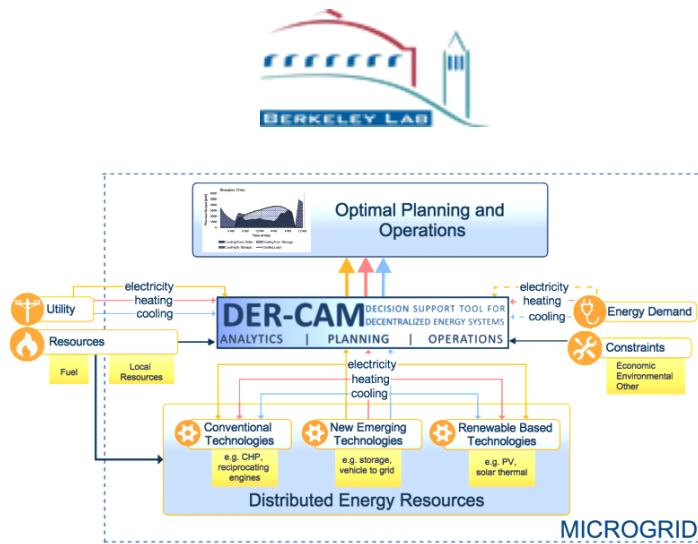 BERKELEY LAB
Optimal Planning and
Operations
electricity
heating
cooling
Utility
Resources
Fuel
Local
Resources
DER-CAM
DECISION SUPPORT TOOL FOR
DECENTRALIZED ENERGY SYSTEMS
ANALYTICS | PLANNING | OPERATIONS
electricity
heating
cooling
Energy Demand
Constraints
Economic
Environmental
Other
electricity
heating
cooling
Conventional
Technologies
e.g. CHP,
reciprocating
engines
New Emerging
Technologies
e.g. storage,
vehicle to grid
Renewable Based
Technologies
e.g. PV,
solar thermal
Distributed Energy Resources
MICROGRID